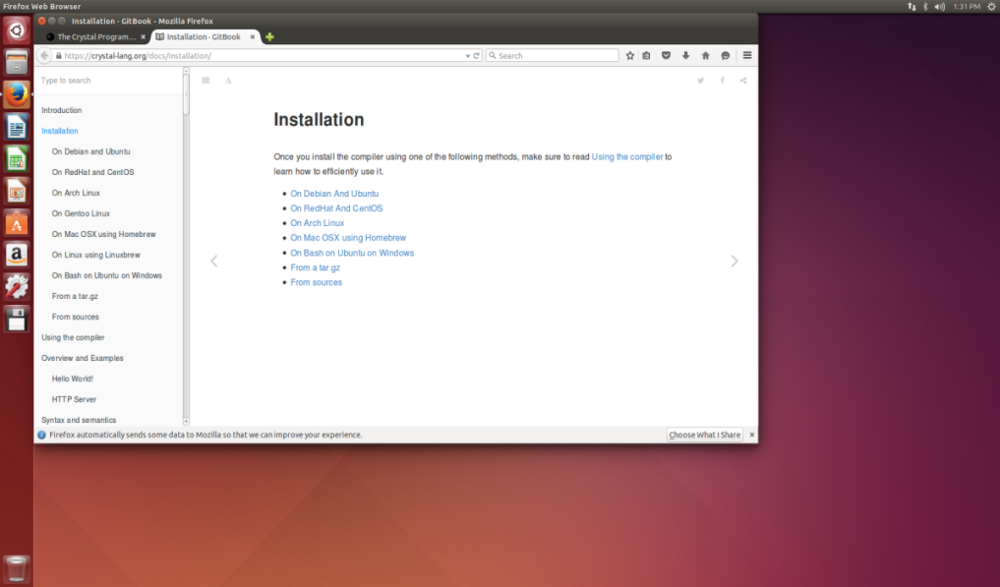 Firefox Web Browser
1:31 PM
Installation · GitBook - Mozilla Firefox
The Crystal Program... ×
Installation · GitBook ×
https://crystal-lang.org/docs/installation/
Search
Type to search
A
Introduction
Installation
On Debian and Ubuntu
On RedHat and CentOS
On Arch Linux
On Gentoo Linux
On Mac OSX using Homebrew
On Linux using Linuxbrew
On Bash on Ubuntu on Windows
From a tar.gz
From sources
Using the compiler
Overview and Examples
Hello World!
HTTP Server
Syntax and semantics
Installation
Once you install the compiler using one of the following methods, make sure to read Using the compiler to
learn how to efficiently use it.
• On Debian And Ubuntu
• On RedHat And CentOS
• On Arch Linux
• On Mac OSX using Homebrew
• On Bash on Ubuntu on Windows
• From a tar.gz
• From sources
Firefox automatically sends some data to Mozilla so that we can improve your experience.
Choose What I Share ×